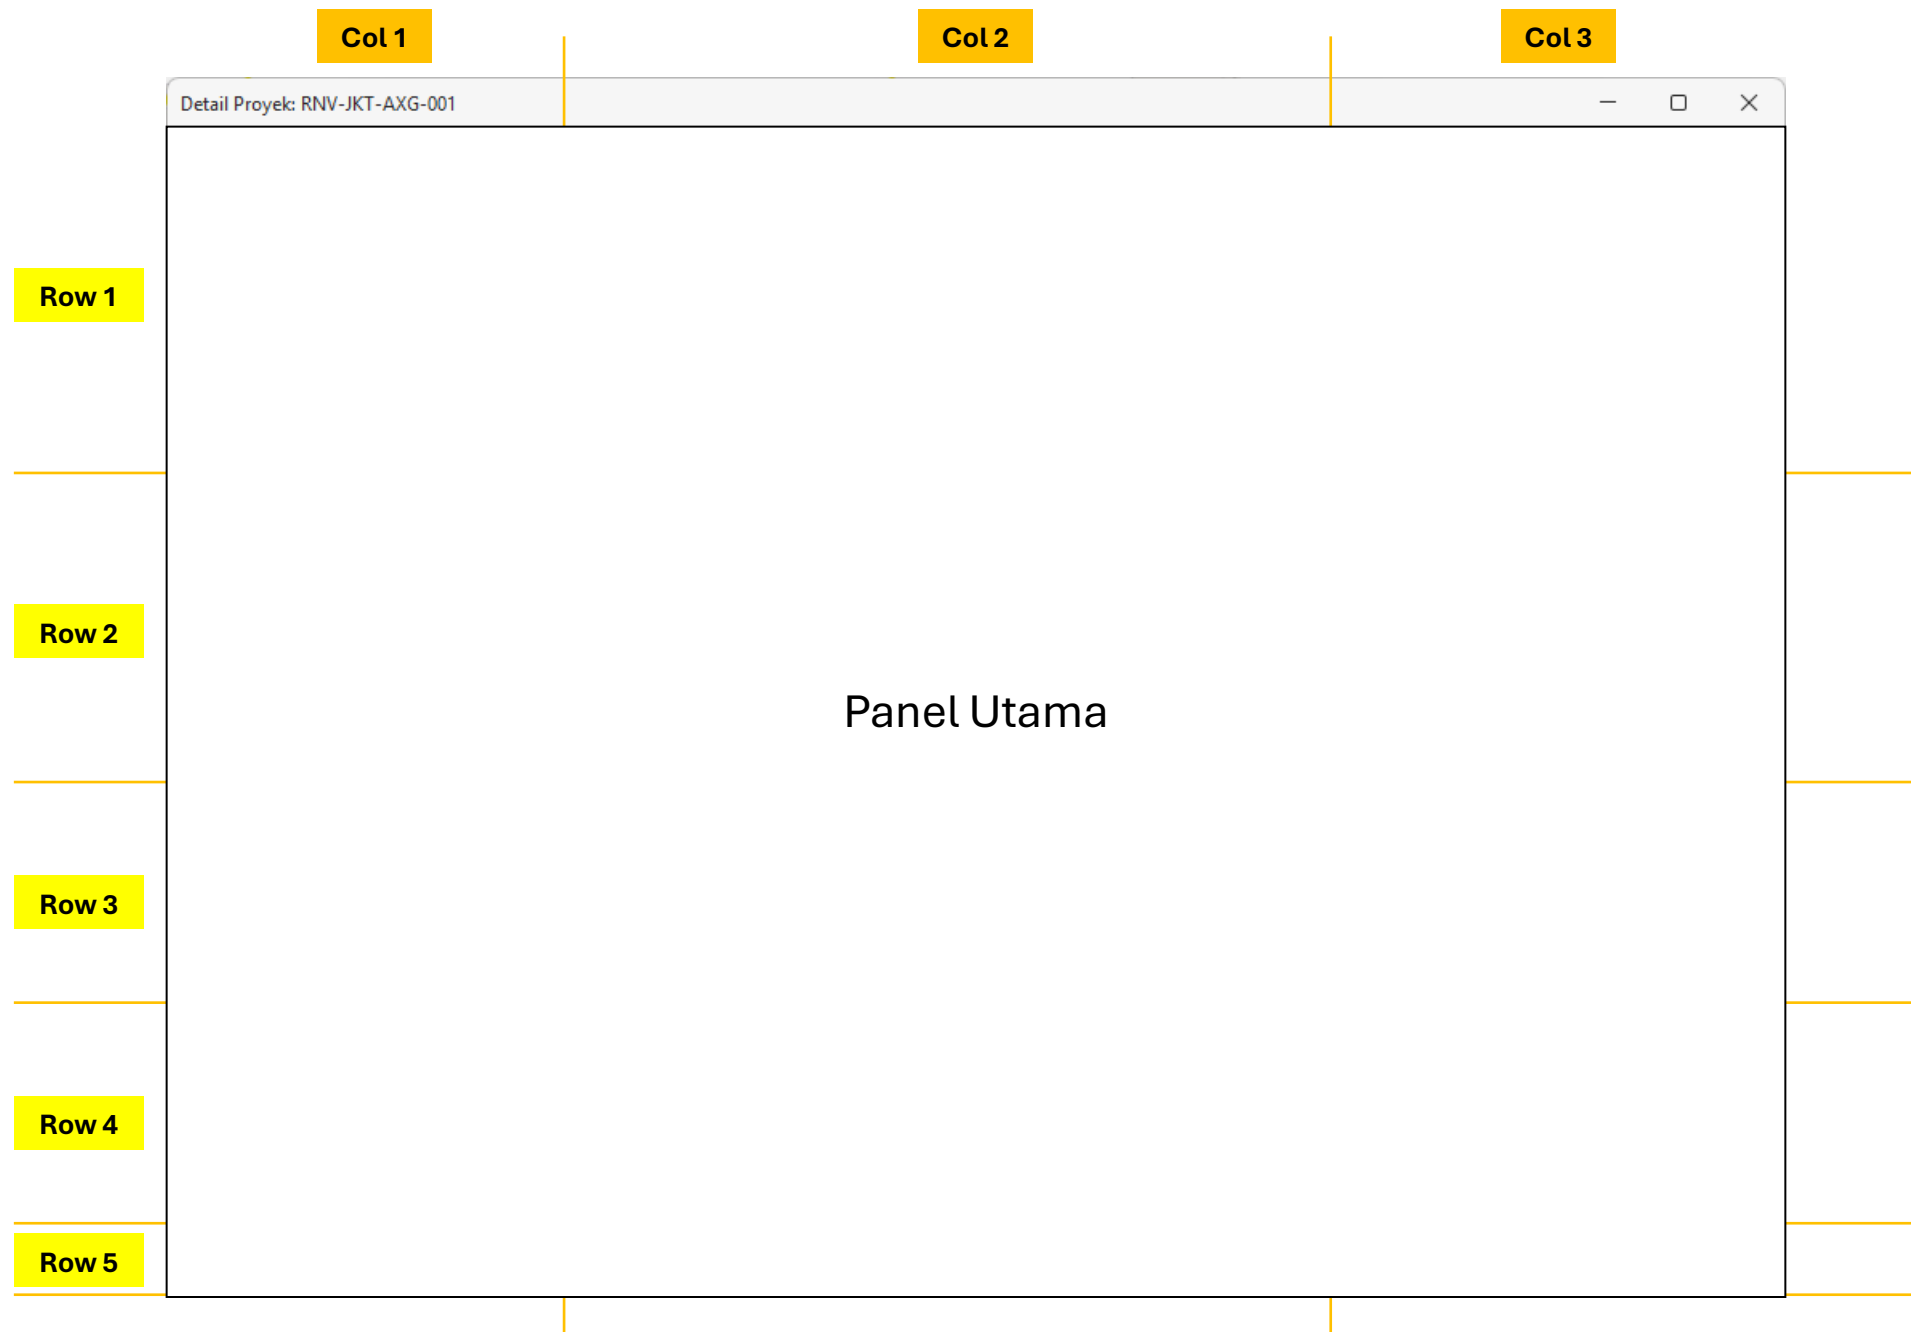 Col 1
Col 2
Col 3
Detail Proyek: RNV-JKT-AXG-001
Row 1
Row 2
Panel Utama
Row 3
Row 4
Row 5